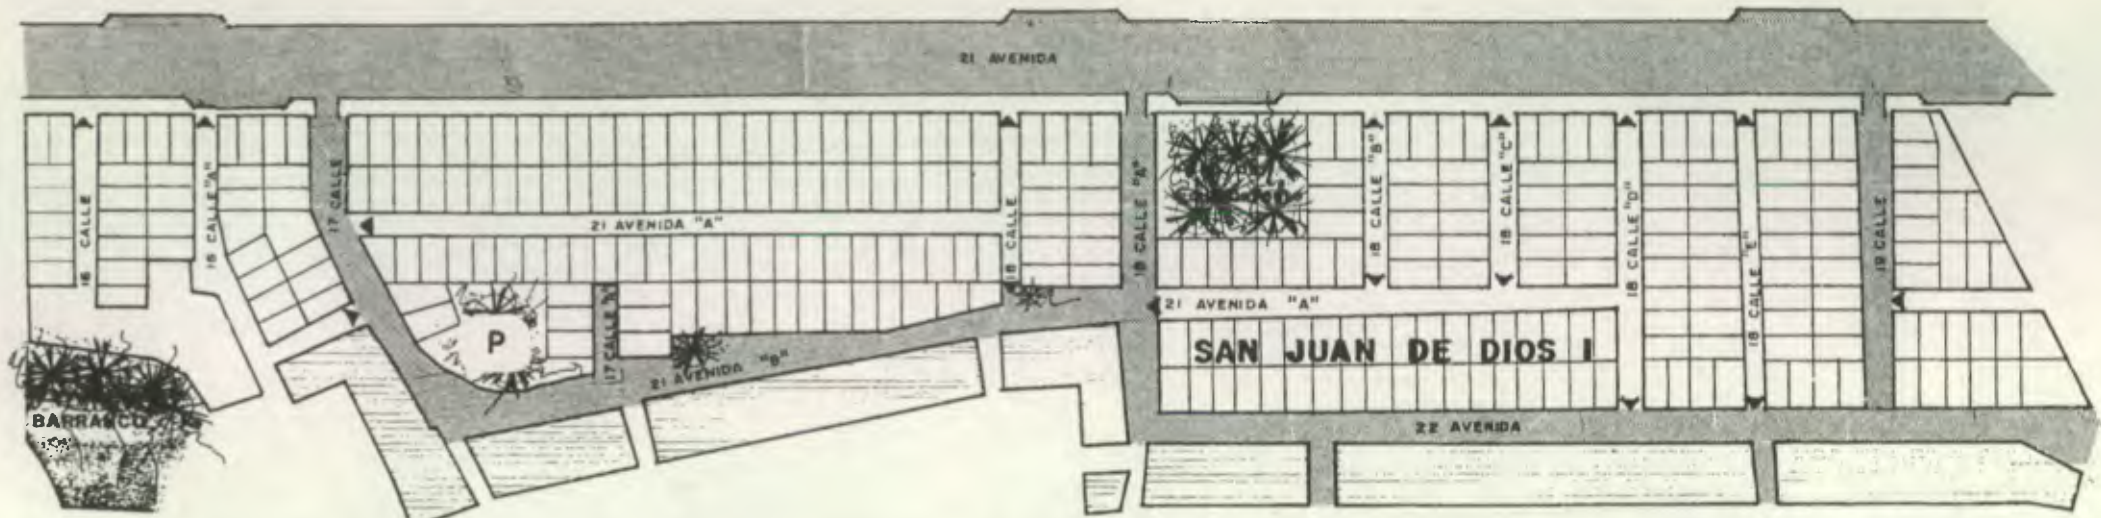 21 AVENIDA
16 CALLE
16 CALLE "A"
17 CALLE
21 AVENIDA "A"
18 CALLE
18 CALLE "A"
18 CALLE "B"
18 CALLE "C"
18 CALLE "D"
18 CALLE "E"
19 CALLE
21 AVENIDA "A"
P
17 CALLE "A"
21 AVENIDA "B"
SAN JUAN DE DIOS I
BARRANCO
22 AVENIDA